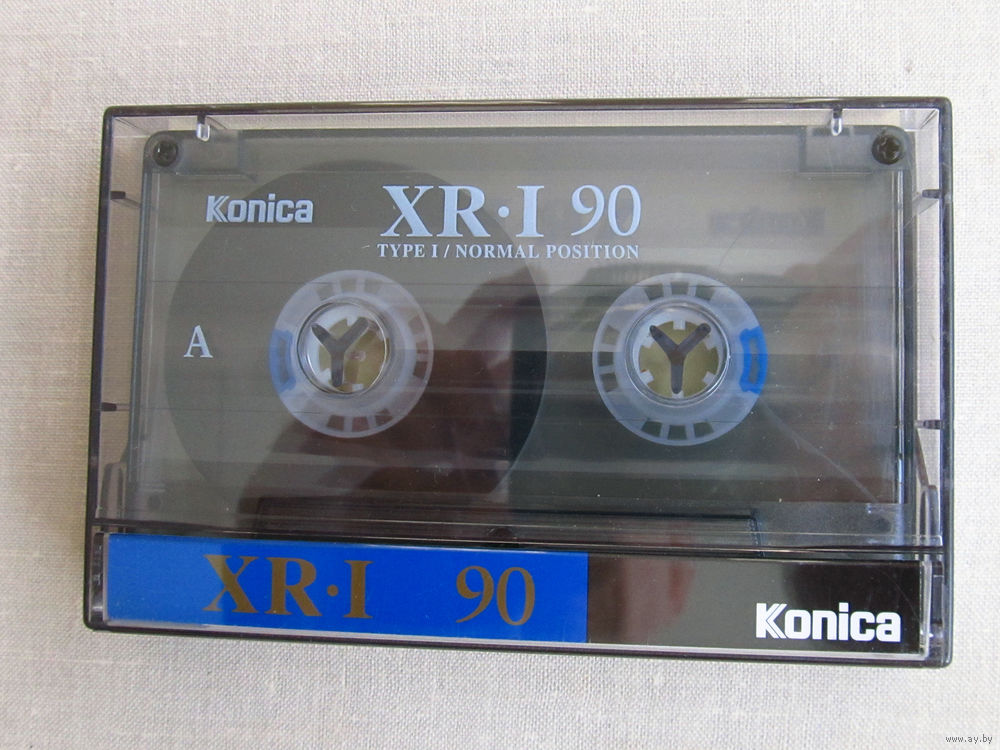 Konica
XR·I 90
TYPE I / NORMAL POSITION
A
XR·I 90
Konica
www.ay.by